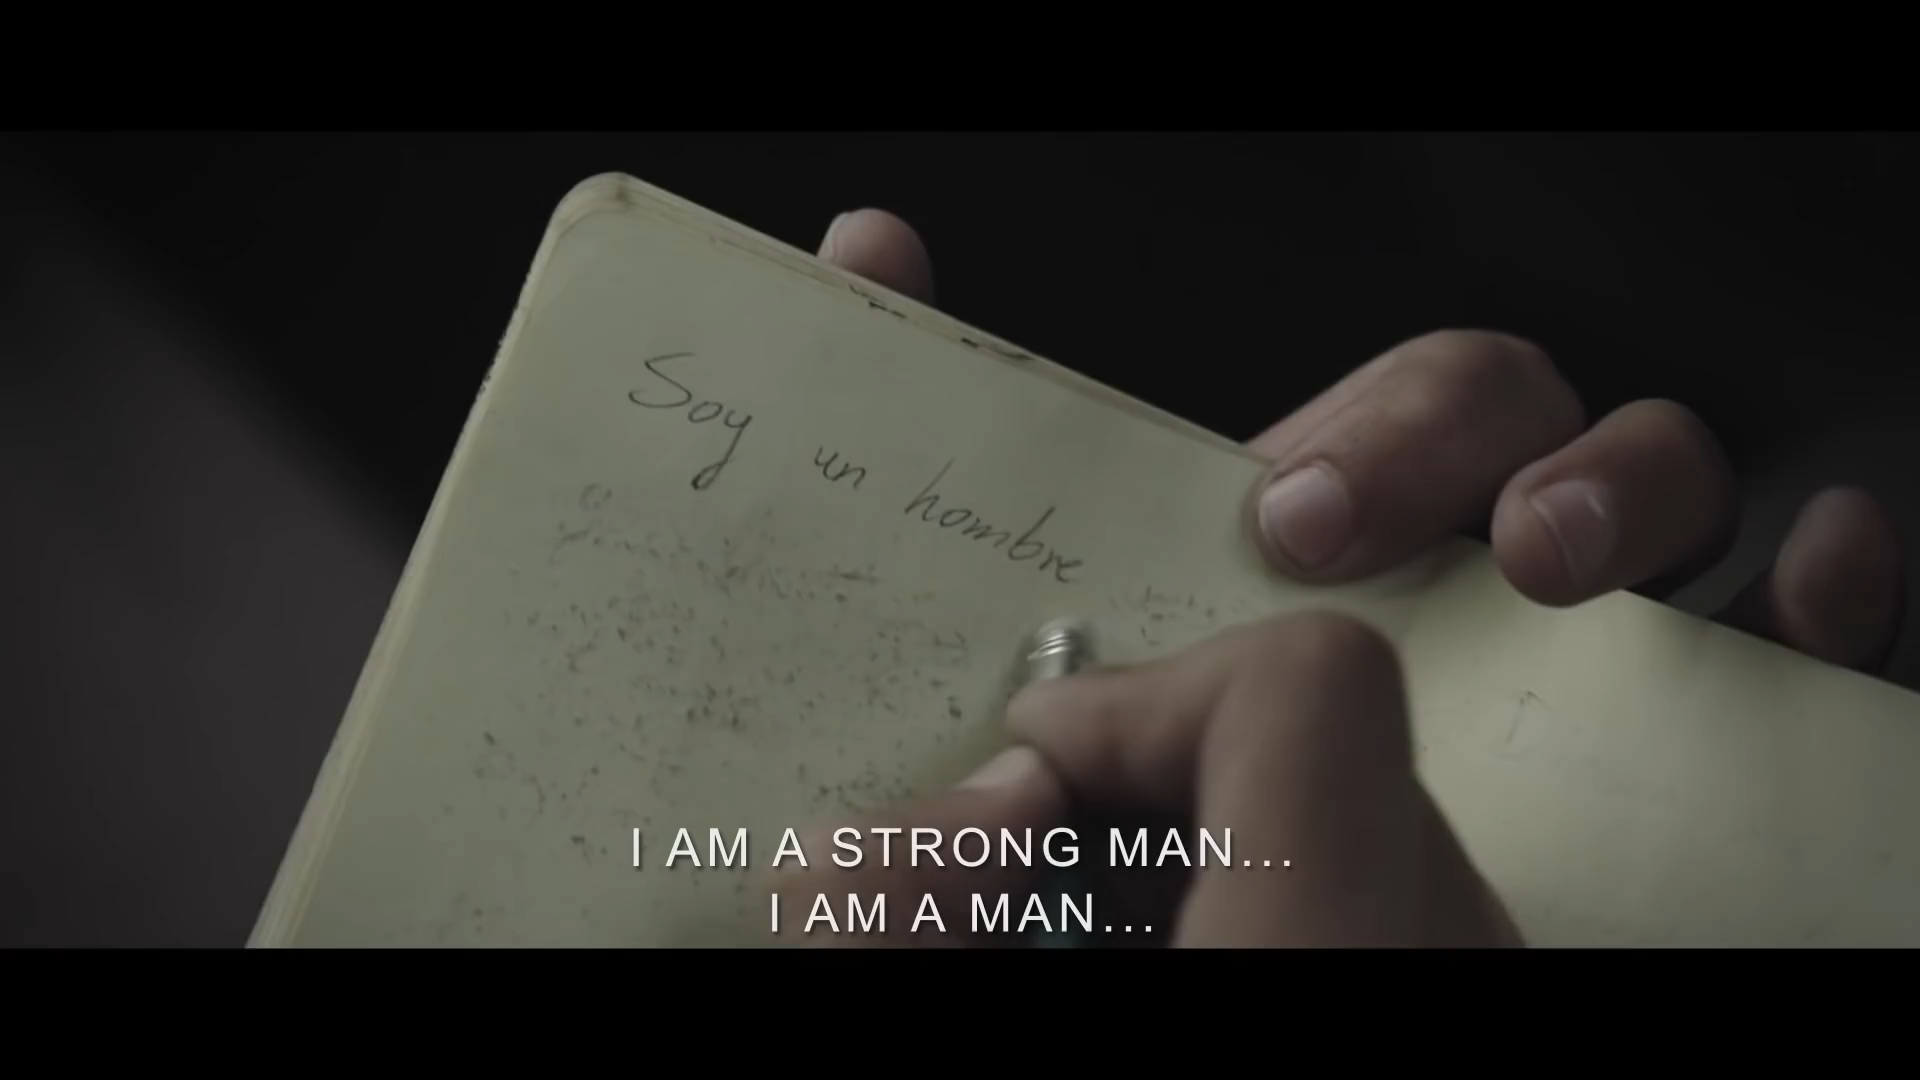 Soy un hombre
I AM A STRONG MAN...
I AM A MAN...